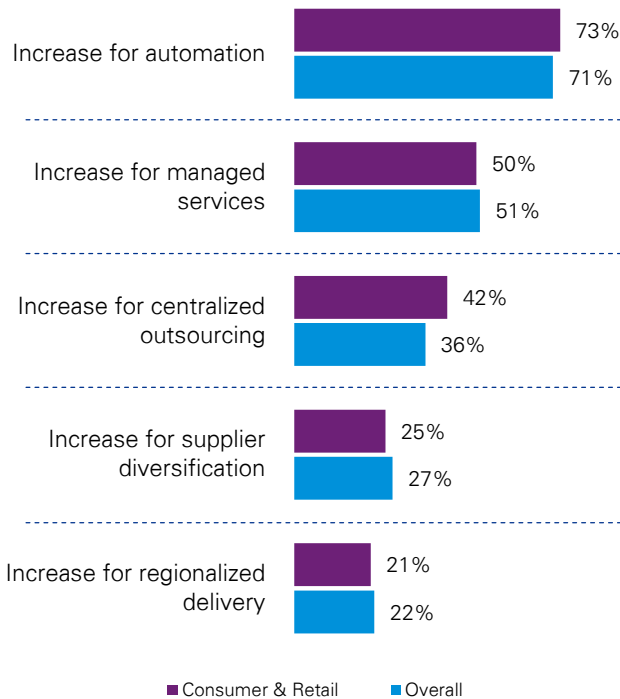 Increase for automation
73%
71%
Increase for managed
services
50%
51%
Increase for centralized
outsourcing
42%
36%
Increase for supplier
diversification
25%
27%
Increase for regionalized
delivery
21%
22%
Consumer & Retail
Overall